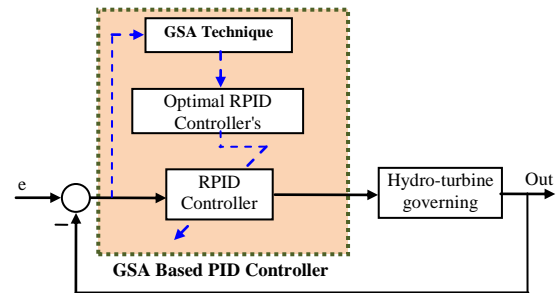 GSA Technique
Optimal RPID
Controller's
e
RPID
Controller
Hydro-turbine
governing
Out
−
GSA Based PID Controller